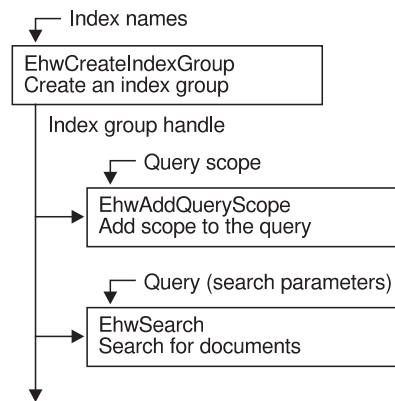 Index names
EhwCreateIndexGroup
Create an index group
Index group handle
Query scope
EhwAddQueryScope
Add scope to the query
Query (search parameters)
EhwSearch
Search for documents